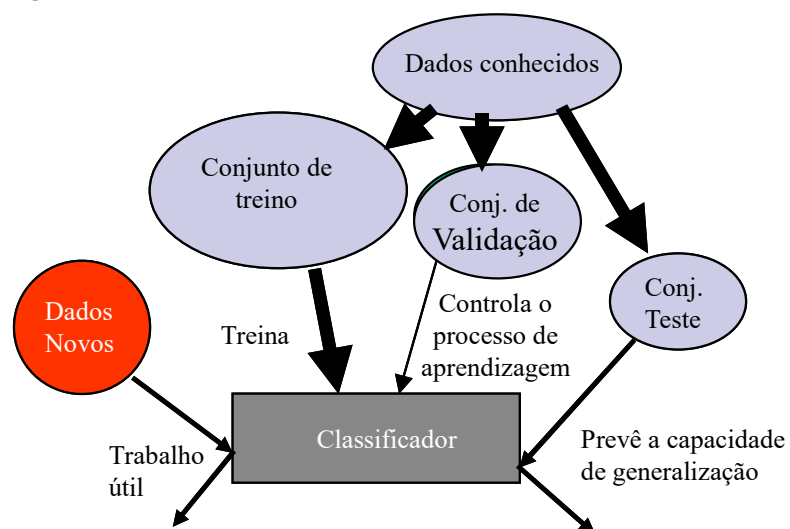 Dados conhecidos
Conjunto de
treino
Conj. de
Validação
Conj.
Teste
Dados
Novos
Treina
Controla o
processo de
aprendizagem
Classificador
Trabalho
útil
Prevê a capacidade
de generalização